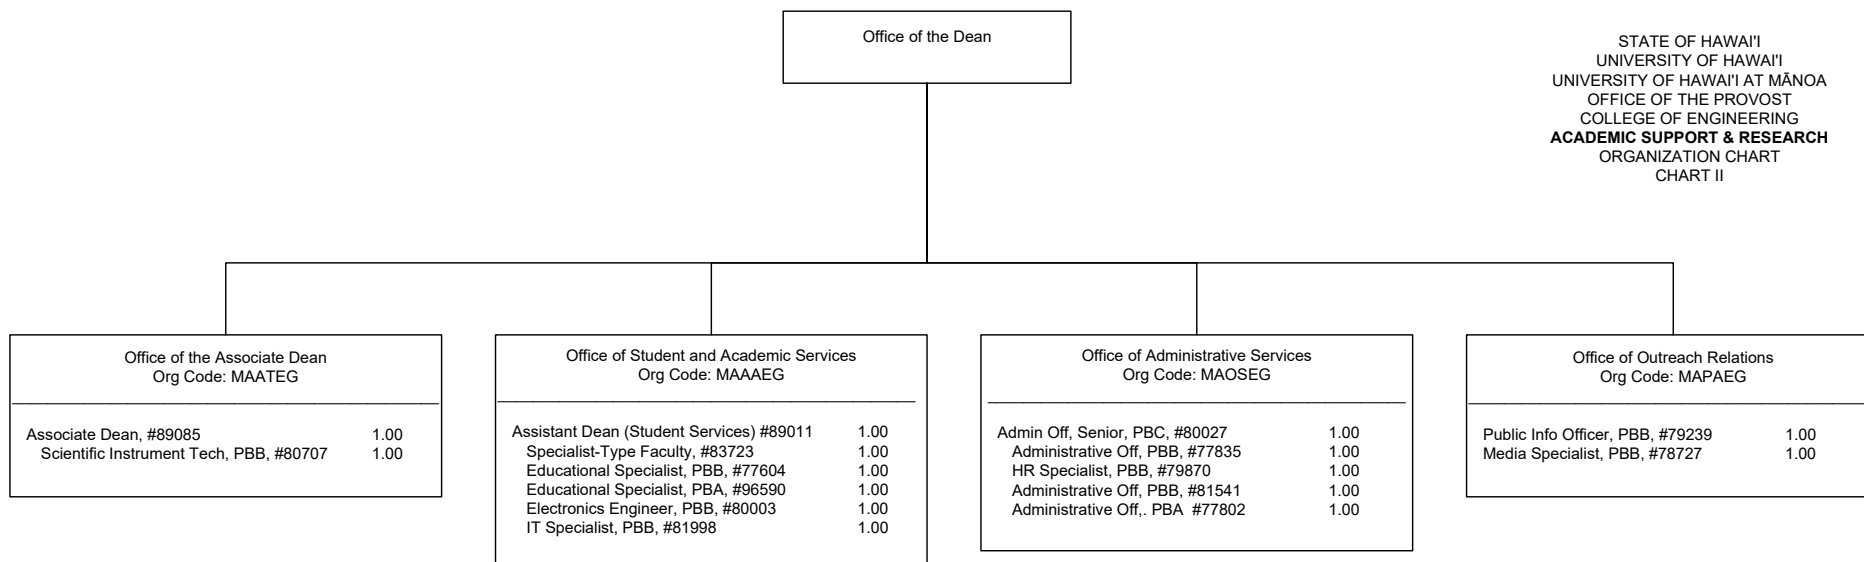 Office of the Dean
STATE OF HAWAI'I
UNIVERSITY OF HAWAI'I
UNIVERSITY OF HAWAI'I AT MĀNOA
OFFICE OF THE PROVOST
COLLEGE OF ENGINEERING
ACADEMIC SUPPORT & RESEARCH
ORGANIZATION CHART
CHART II
Office of the Associate Dean
Org Code: MAATEG
Associate Dean, #89085 1.00
Scientific Instrument Tech, PBB, #80707 1.00
Office of Student and Academic Services
Org Code: MAAAEG
Assistant Dean (Student Services) #89011 1.00
Specialist-Type Faculty, #83723 1.00
Educational Specialist, PBB, #77604 1.00
Educational Specialist, PBA, #96590 1.00
Electronics Engineer, PBB, #80003 1.00
IT Specialist, PBB, #81998 1.00
Office of Administrative Services
Org Code: MAOSEG
Admin Off, Senior, PBC, #80027 1.00
Administrative Off, PBB, #77835 1.00
HR Specialist, PBB, #79870 1.00
Administrative Off, PBB, #81541 1.00
Administrative Off,. PBA #77802 1.00
Office of Outreach Relations
Org Code: MAPAEG
Public Info Officer, PBB, #79239 1.00
Media Specialist, PBB, #78727 1.00